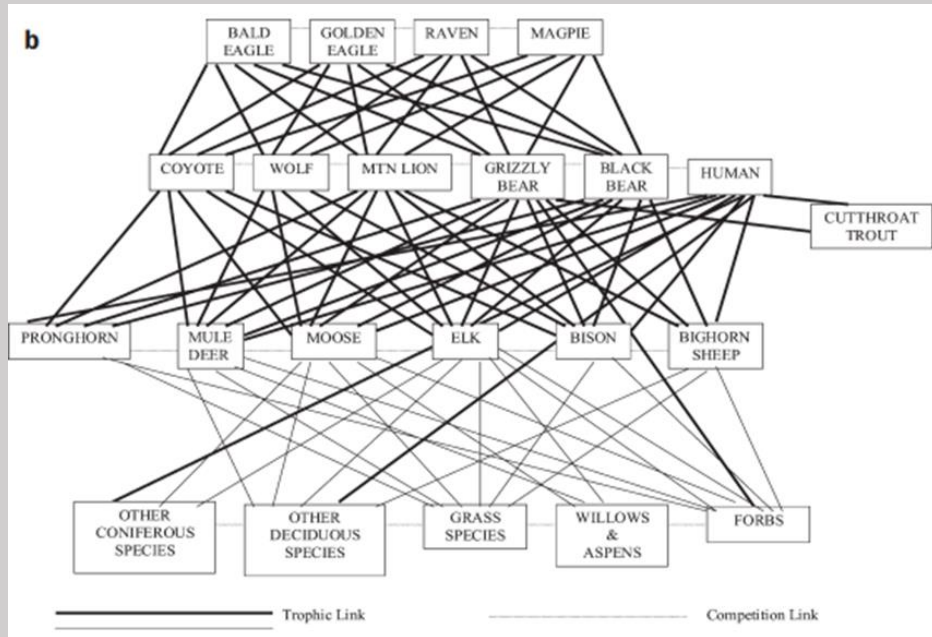 b
BALD
EAGLE
GOLDEN
EAGLE
RAVEN
MAGPIE
COYOTE
WOLF
MTN LION
GRIZZLY
BEAR
BLACK
BEAR
HUMAN
CUTTHROAT
TROUT
PRONGHORN
MULE
DEER
MOOSE
ELK
BISON
BIGHORN
SHEEP
OTHER
CONIFEROUS
SPECIES
OTHER
DECIDUOUS
SPECIES
GRASS
SPECIES
WILLOWS
&
ASPENS
FORBS
Trophic Link
Competition Link